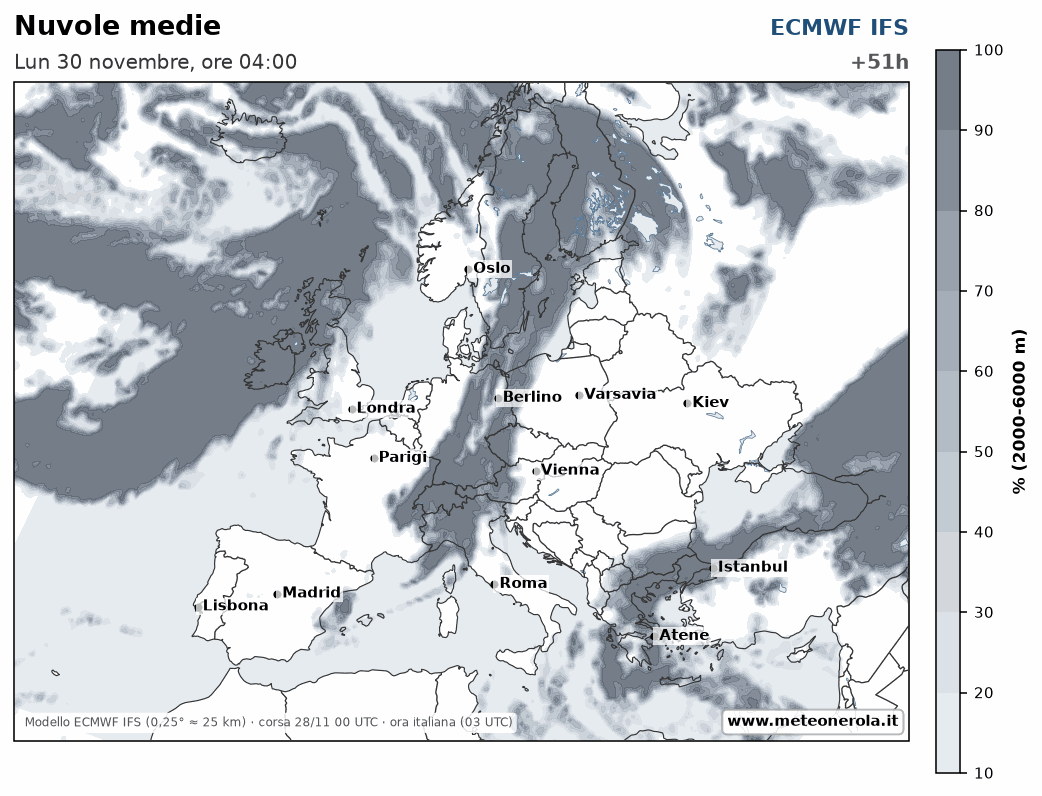 Nuvole medie
ECMWF IFS
Lun 30 novembre, ore 04:00
+51h
100
90
80
70
60
50
40
30
20
10
% (2000-6000 m)
Oslo
Berlino
Varsavia
Kiev
Londra
Parigi
Vienna
Istanbul
Roma
Madrid
Lisbona
Atene
Modello ECMWF IFS (0,25° ≈ 25 km) · corsa 28/11 00 UTC · ora italiana (03 UTC)
www.meteonerola.it